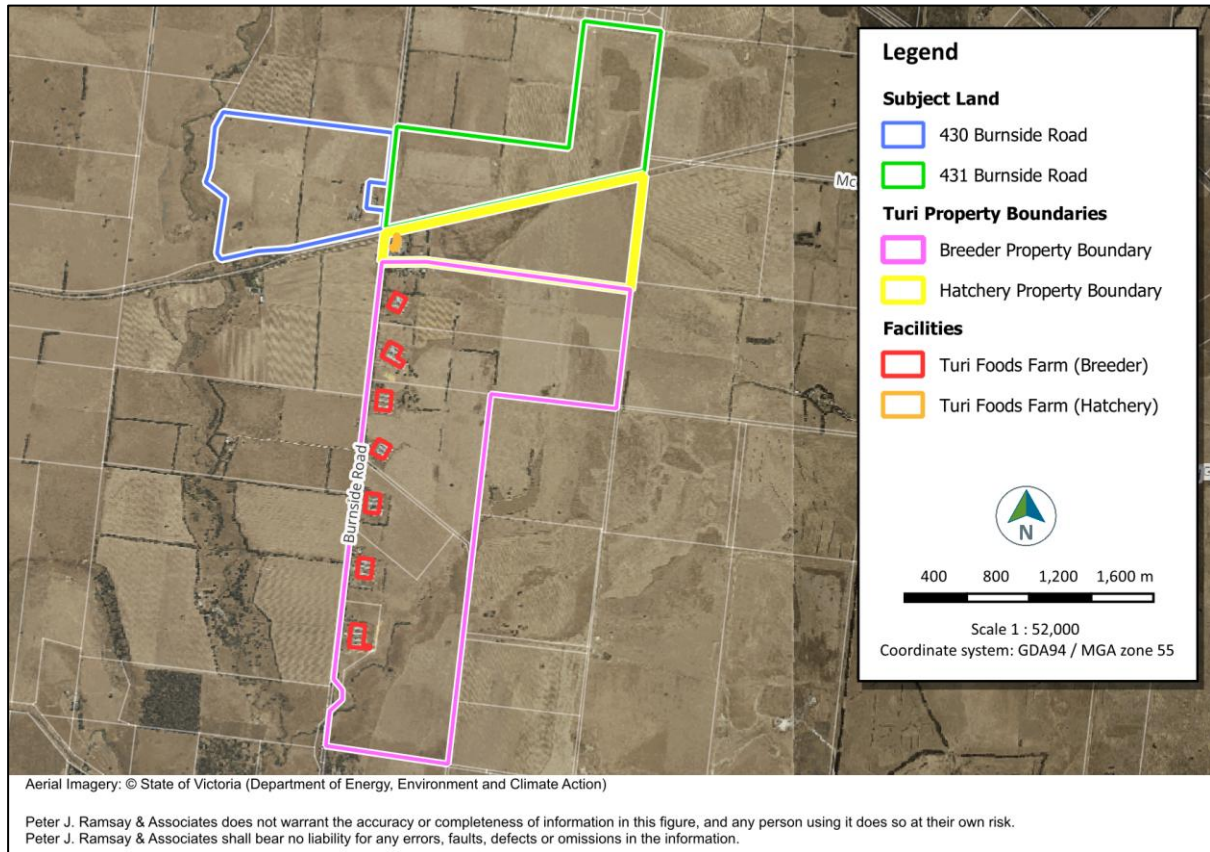 Legend
Subject Land
430 Burnside Road
431 Burnside Road
Turi Property Boundaries
Breeder Property Boundary
Hatchery Property Boundary
Facilities
Turi Foods Farm (Breeder)
Turi Foods Farm (Hatchery)
N
400 800 1,200 1,600 m
Scale 1 : 52,000
Coordinate system: GDA94 / MGA zone 55
Mc
Burnside Road
Aerial Imagery: © State of Victoria (Department of Energy, Environment and Climate Action)
Peter J. Ramsay & Associates does not warrant the accuracy or completeness of information in this figure, and any person using it does so at their own risk.
Peter J. Ramsay & Associates shall bear no liability for any errors, faults, defects or omissions in the information.